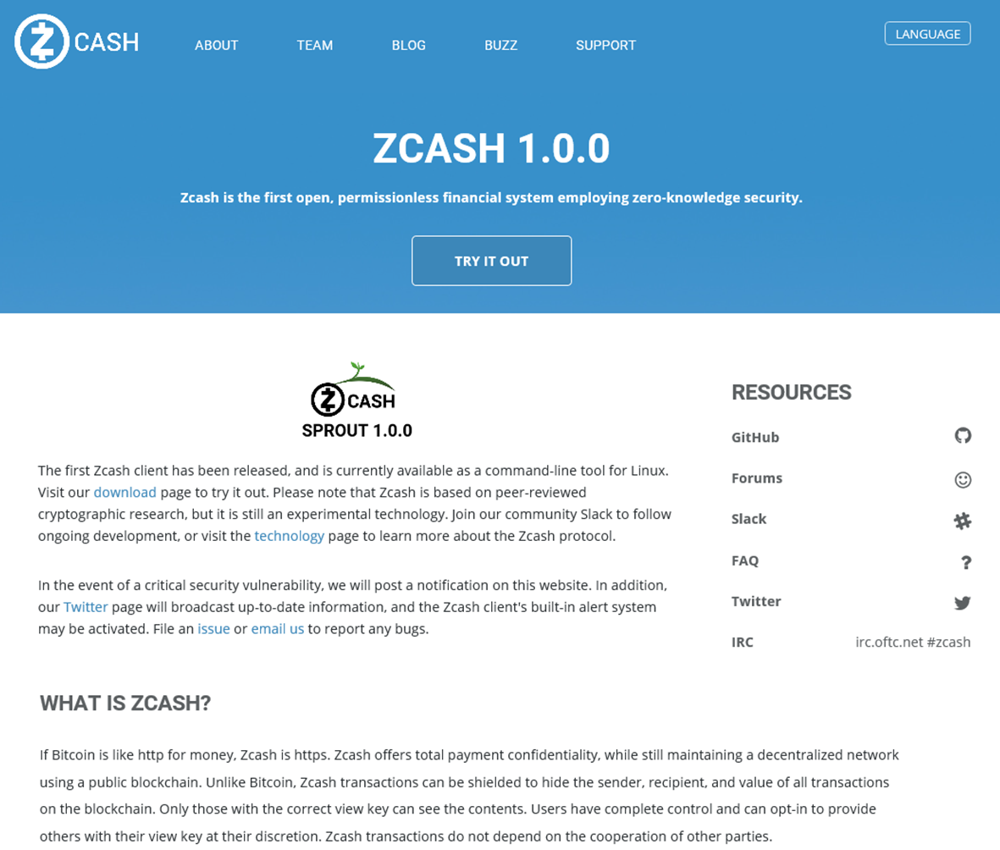 ZCASH
ABOUT
TEAM
BLOG
BUZZ
SUPPORT
LANGUAGE
ZCASH 1.0.0
Zcash is the first open, permissionless financial system employing zero-knowledge security.
TRY IT OUT
ZCASH
SPROUT 1.0.0
The first Zcash client has been released, and is currently available as a command-line tool for Linux.
Visit our download page to try it out. Please note that Zcash is based on peer-reviewed
cryptographic research, but it is still an experimental technology. Join our community Slack to follow
ongoing development, or visit the technology page to learn more about the Zcash protocol.
In the event of a critical security vulnerability, we will post a notification on this website. In addition,
our Twitter page will broadcast up-to-date information, and the Zcash client's built-in alert system
may be activated. File an issue or email us to report any bugs.
RESOURCES
GitHub
Forums
Slack
FAQ ?
Twitter
IRC irc.oftc.net #zcash
WHAT IS ZCASH?
If Bitcoin is like http for money, Zcash is https. Zcash offers total payment confidentiality, while still maintaining a decentralized network
using a public blockchain. Unlike Bitcoin, Zcash transactions can be shielded to hide the sender, recipient, and value of all transactions
on the blockchain. Only those with the correct view key can see the contents. Users have complete control and can opt-in to provide
others with their view key at their discretion. Zcash transactions do not depend on the cooperation of other parties.